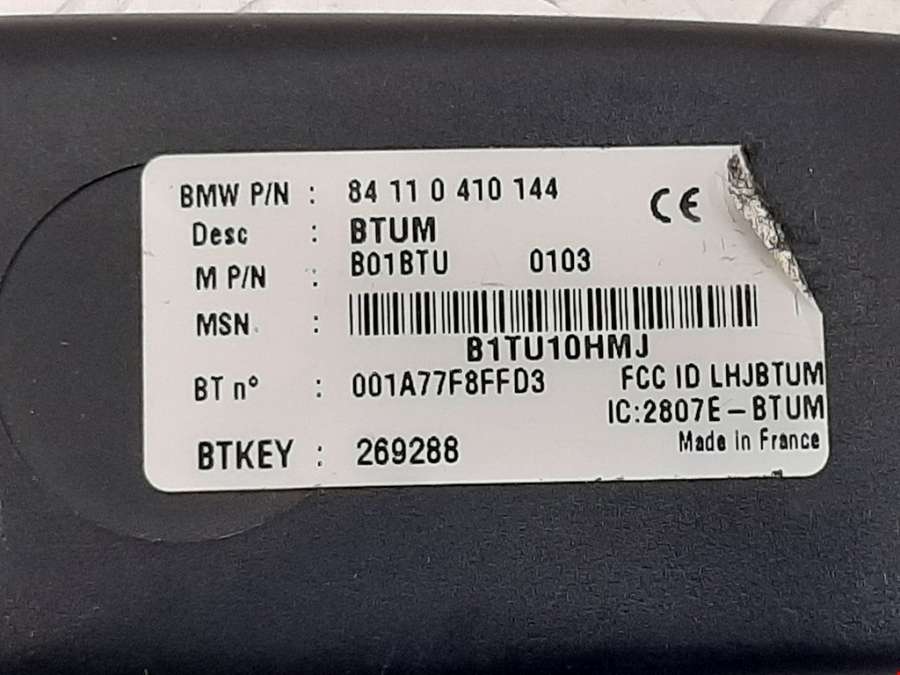 BMW P/N : 84 11 0 410 144 CE
Desc : BTUM
M P/N : B01BTU 0103
MSN : 
B1TU10HMJ
BT n° : 001A77F8FFD3 FCC ID LHJBTUM
IC:2807E-BTUM
BTKEY : 269288 Made in France